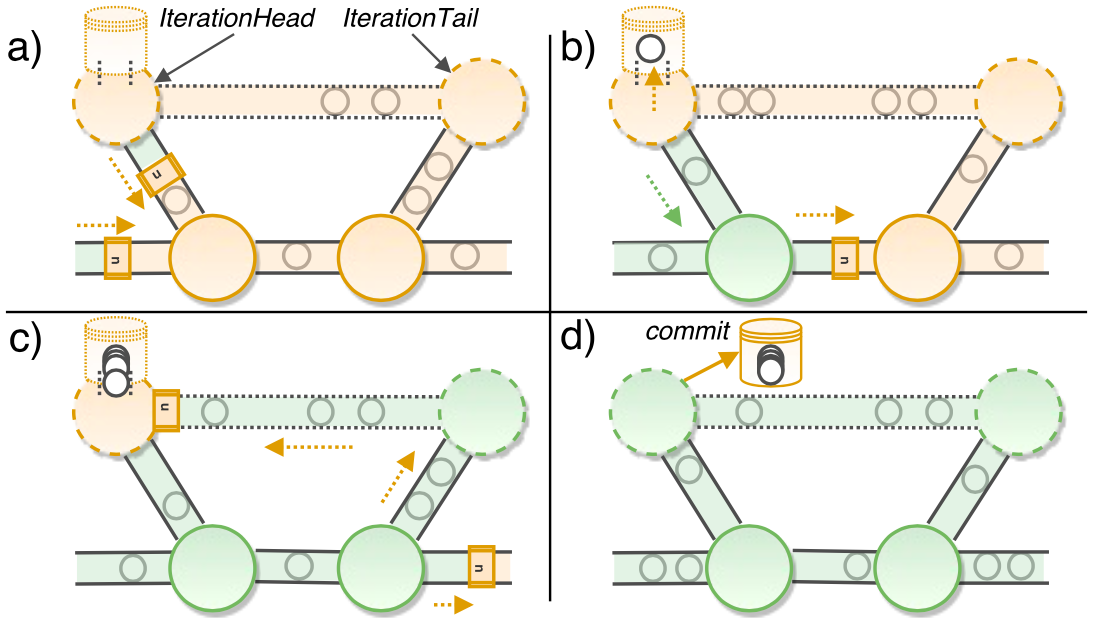 a)
IterationHead
IterationTail
n
n
b)
n
c)
n
n
d)
commit